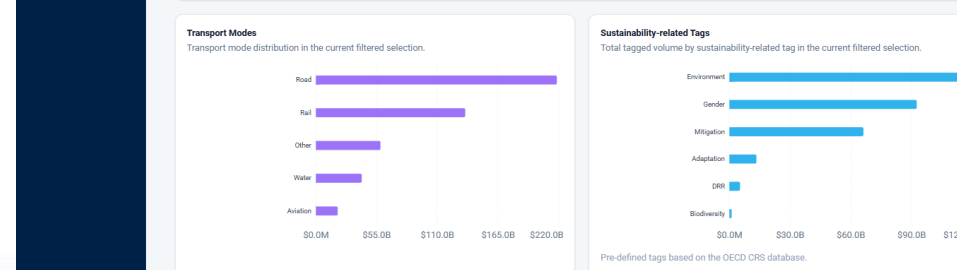 Transport Modes
Transport mode distribution in the current filtered selection.
Road
Rail
Other
Water
Aviation
$0.0M $55.0B $110.0B $165.0B $220.0B
Sustainability-related Tags
Total tagged volume by sustainability-related tag in the current filtered selection.
Environment
Gender
Mitigation
Adaptation
DRR
Biodiversity
$0.0M $30.0B $60.0B $90.0B $12
Pre-defined tags based on the OECD CRS database.